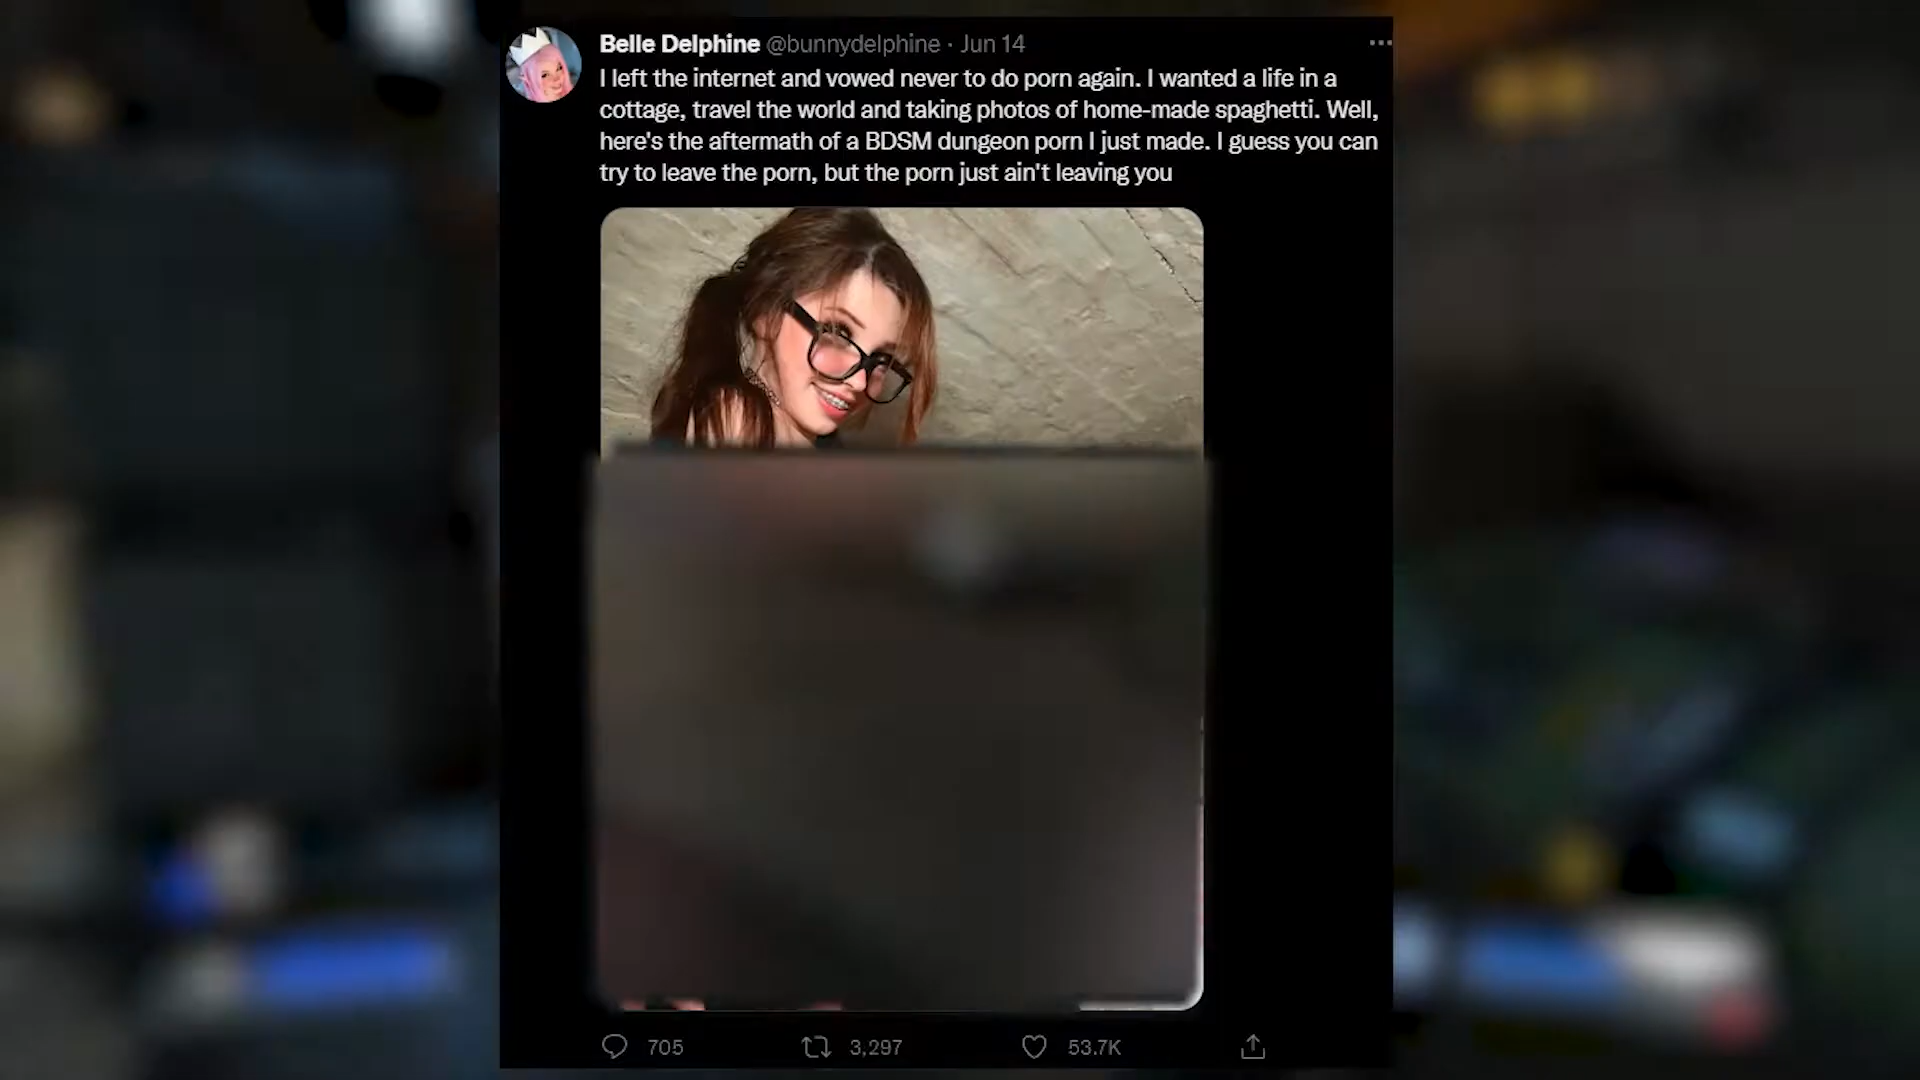 Belle Delphine @bunnydelphine · Jun 14
I left the internet and vowed never to do porn again. I wanted a life in a
cottage, travel the world and taking photos of home-made spaghetti. Well,
here's the aftermath of a BDSM dungeon porn I just made. I guess you can
try to leave the porn, but the porn just ain't leaving you
705 3,297 53.7K